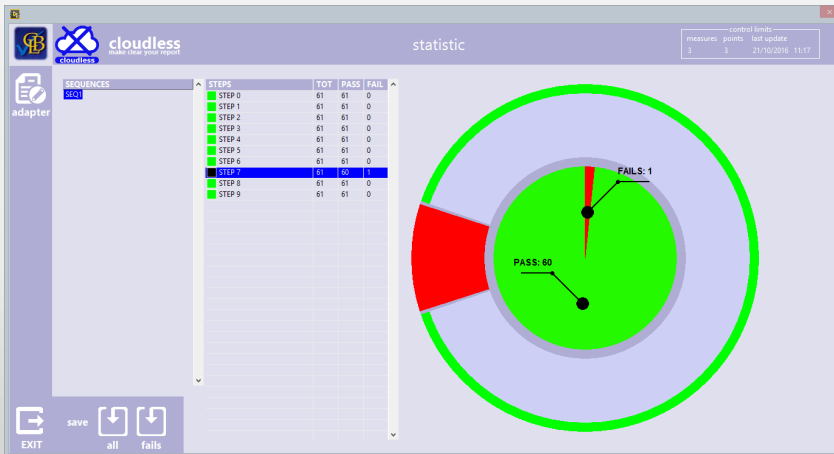 GLB
cloudless
cloudless
make clear your report
statistic
control limits
measures points last update
3 3 21/10/2016 11:17
adapter
SEQUENCES
SEQ1
STEPS TOT PASS FAIL
STEP 0 61 61 0
STEP 1 61 61 0
STEP 2 61 61 0
STEP 3 61 61 0
STEP 4 61 61 0
STEP 5 61 61 0
STEP 6 61 61 0
STEP 7 61 60 1
STEP 8 61 61 0
STEP 9 61 61 0
FAILS: 1
PASS: 60
EXIT
save
all
fails